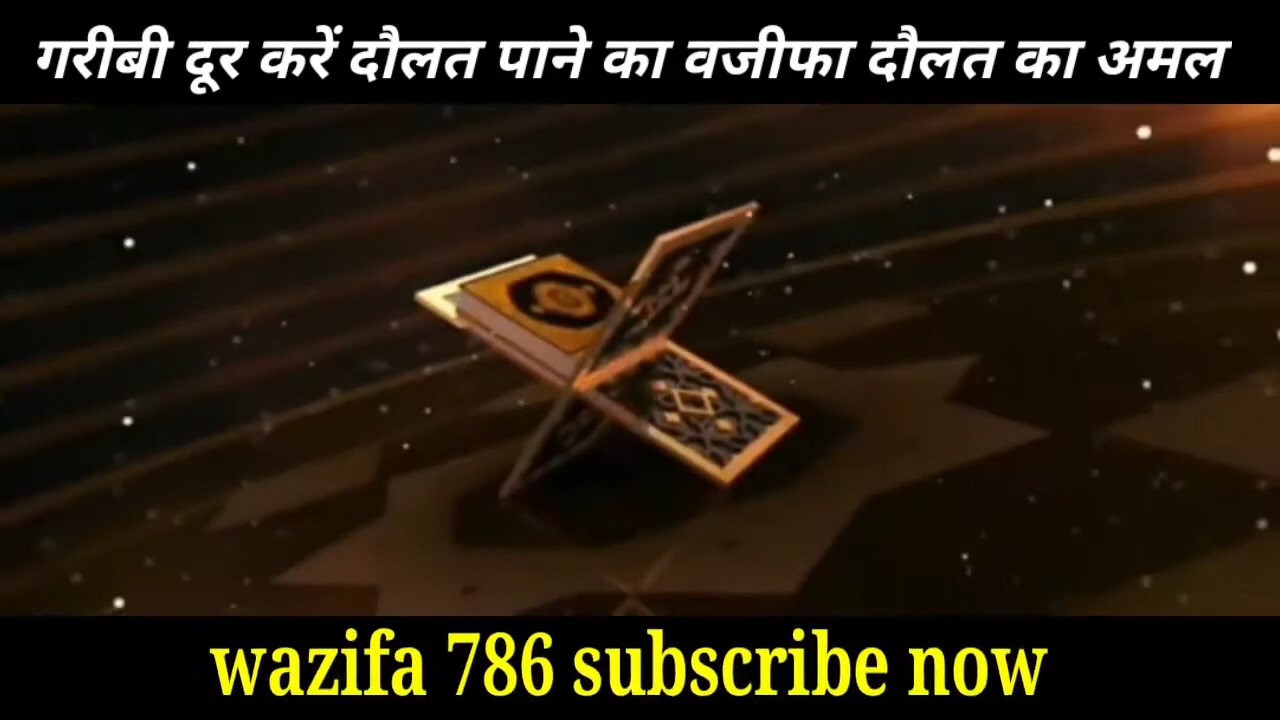 गरीबी दूर करें दौलत पाने का वजीफा दौलत का अमल
wazifa 786 subscribe now